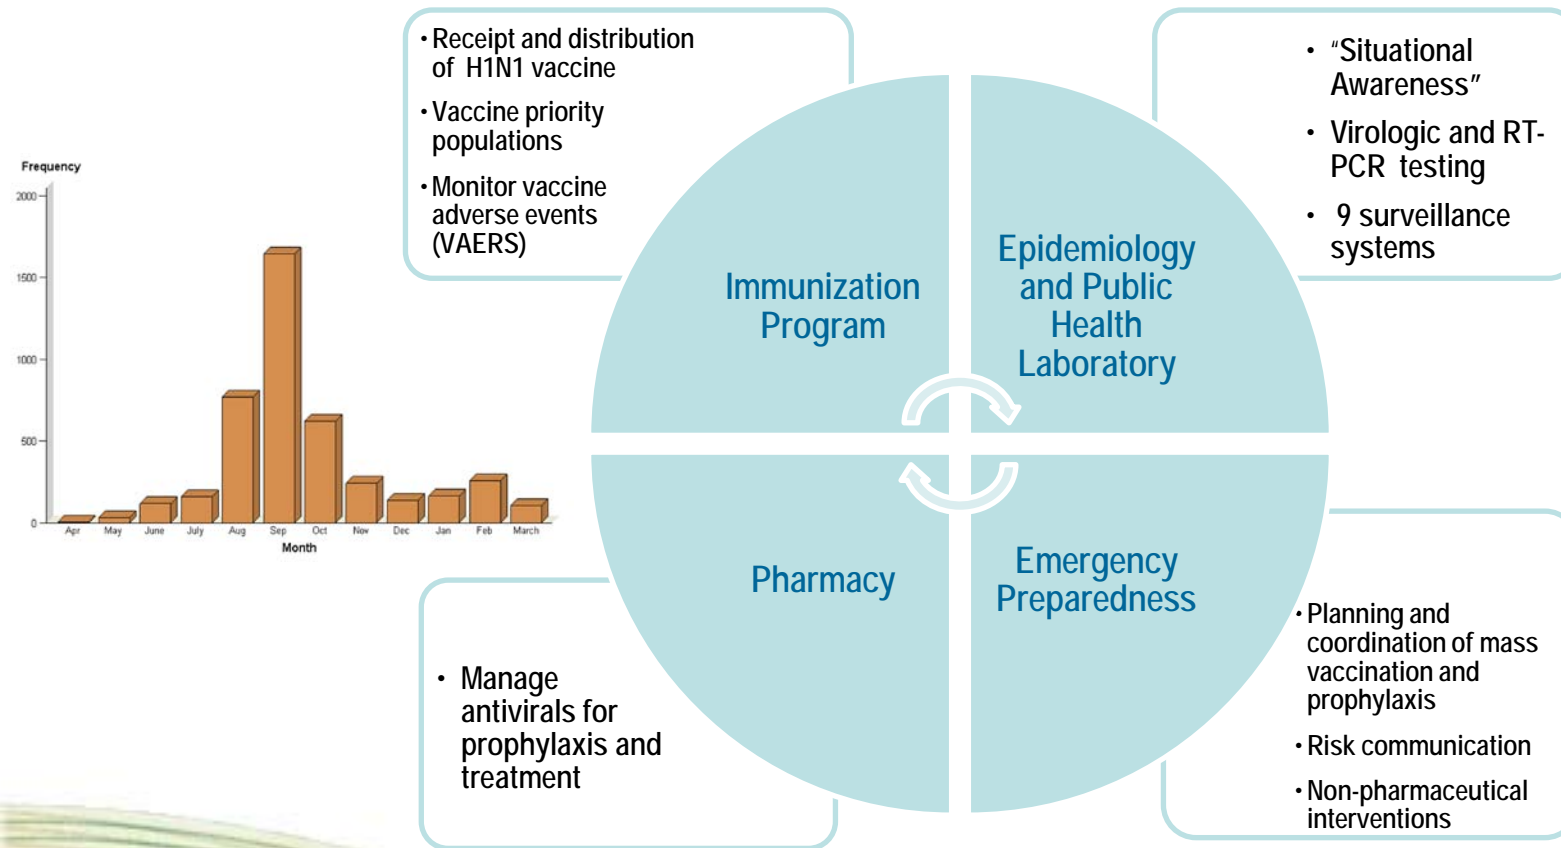 • Receipt and distribution
of H1N1 vaccine
• Vaccine priority
populations
• Monitor vaccine
adverse events
(VAERS)
• “Situational
Awareness”
• Virologic and RT-
PCR testing
• 9 surveillance
systems
Frequency
2000
1500
1000
500
0
Apr May June July Aug Sep Oct Nov Dec Jan Feb March
Month
Immunization
Program
Epidemiology
and Public
Health
Laboratory
Pharmacy
Emergency
Preparedness
• Manage
antivirals for
prophylaxis and
treatment
• Planning and
coordination of mass
vaccination and
prophylaxis
• Risk communication
• Non-pharmaceutical
interventions